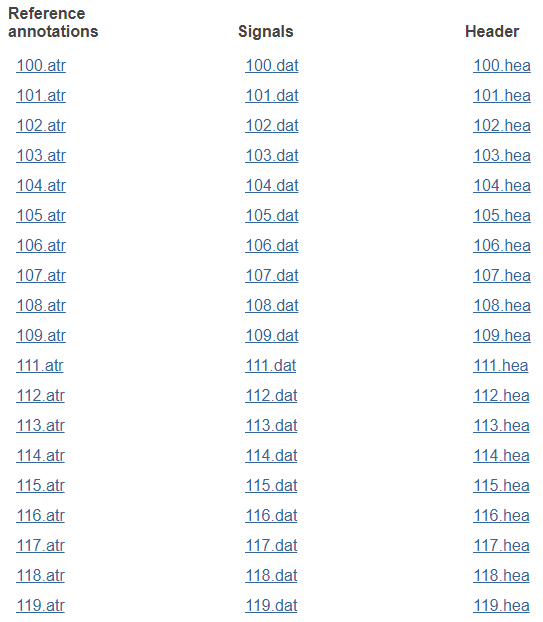 Reference
annotations Signals Header
100.atr 100.dat 100.hea
101.atr 101.dat 101.hea
102.atr 102.dat 102.hea
103.atr 103.dat 103.hea
104.atr 104.dat 104.hea
105.atr 105.dat 105.hea
106.atr 106.dat 106.hea
107.atr 107.dat 107.hea
108.atr 108.dat 108.hea
109.atr 109.dat 109.hea
111.atr 111.dat 111.hea
112.atr 112.dat 112.hea
113.atr 113.dat 113.hea
114.atr 114.dat 114.hea
115.atr 115.dat 115.hea
116.atr 116.dat 116.hea
117.atr 117.dat 117.hea
118.atr 118.dat 118.hea
119.atr 119.dat 119.hea